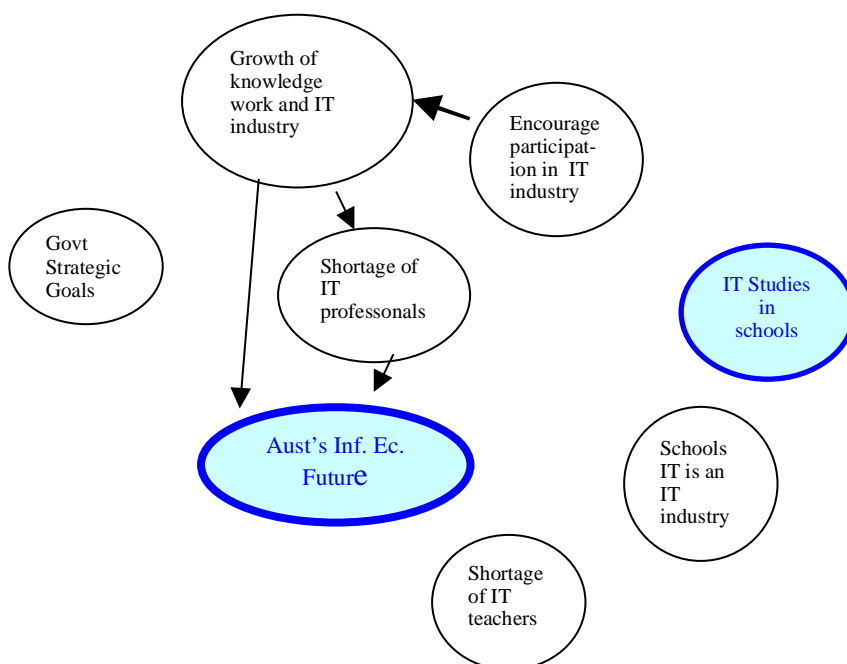 Growth of
knowledge
work and IT
industry
Encourage
participat-
ion in IT
industry
Govt
Strategic
Goals
Shortage of
IT
professonals
IT Studies
in
schools
Aust's Inf. Ec.
Future
Schools
IT is an
IT
industry
Shortage
of IT
teachers